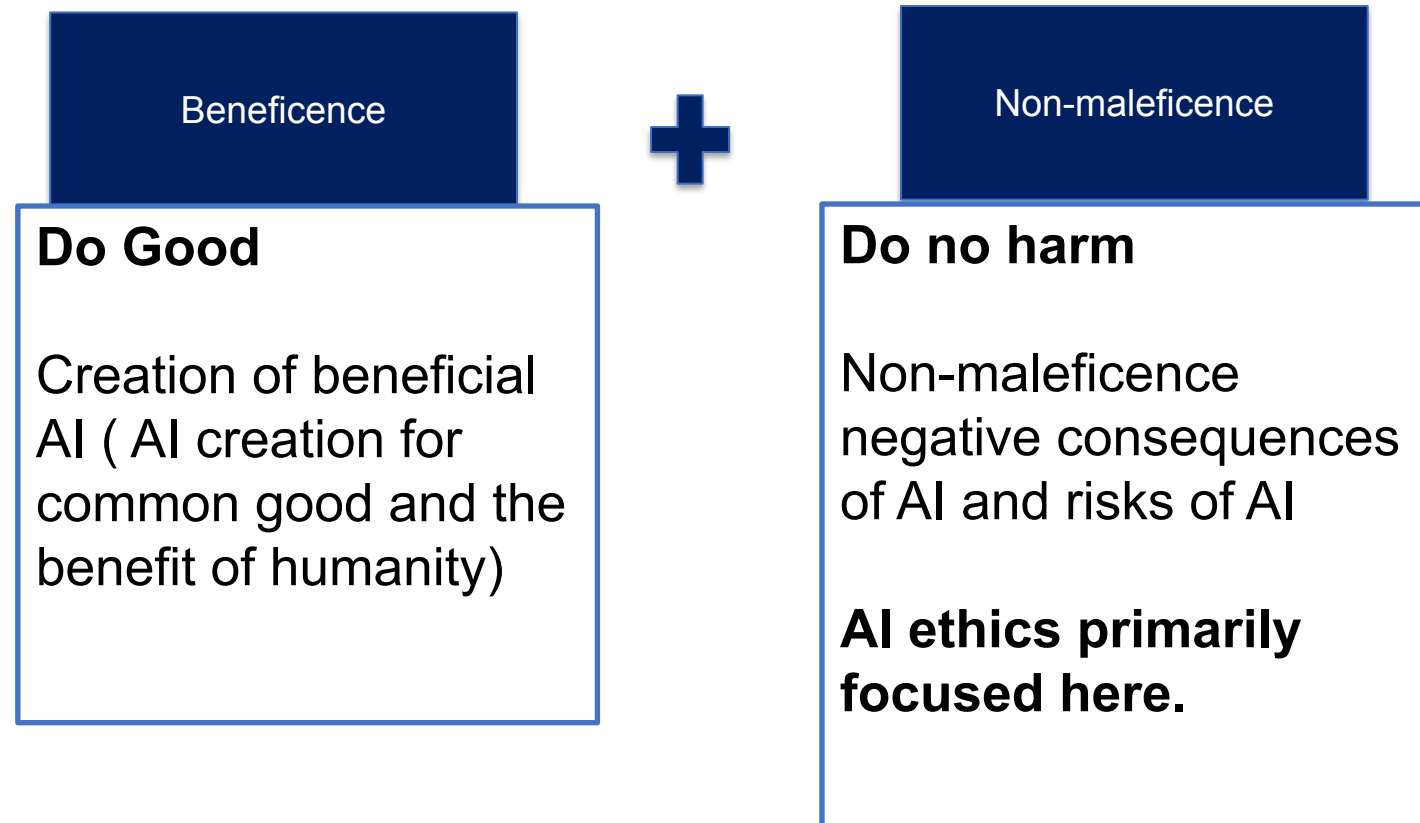 Beneficence
Do Good
Creation of beneficial
AI ( AI creation for
common good and the
benefit of humanity)
Non-maleficence
Do no harm
Non-maleficence
negative consequences
of AI and risks of AI
AI ethics primarily
focused here.